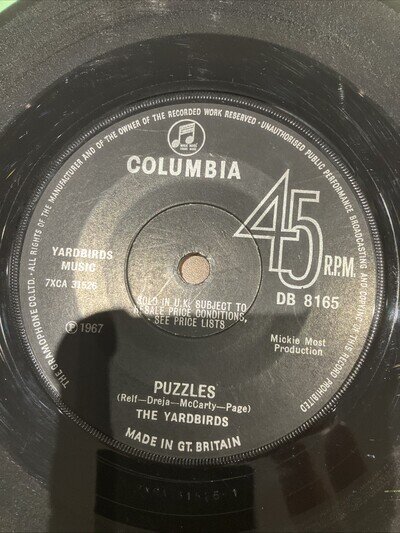 THE GRAMOPHONE CO. LTD. · ALL RIGHTS OF THE MANUFACTURER AND OF THE OWNER OF THE RECORDED WORK RESERVED · UNAUTHORISED PUBLIC PERFORMANCE BROADCASTING AND COPYING OF THIS RECORD PROHIBITED
COLUMBIA
45 R.P.M.
YARDBIRDS
MUSIC
7XCA 31526
DB 8165
SOLD IN U.K. SUBJECT TO
RESALE PRICE CONDITIONS,
SEE PRICE LISTS
Ⓟ 1967
Mickie Most
Production
PUZZLES
(Relf—Dreja—McCarty—Page)
THE YARDBIRDS
MADE IN GT. BRITAIN